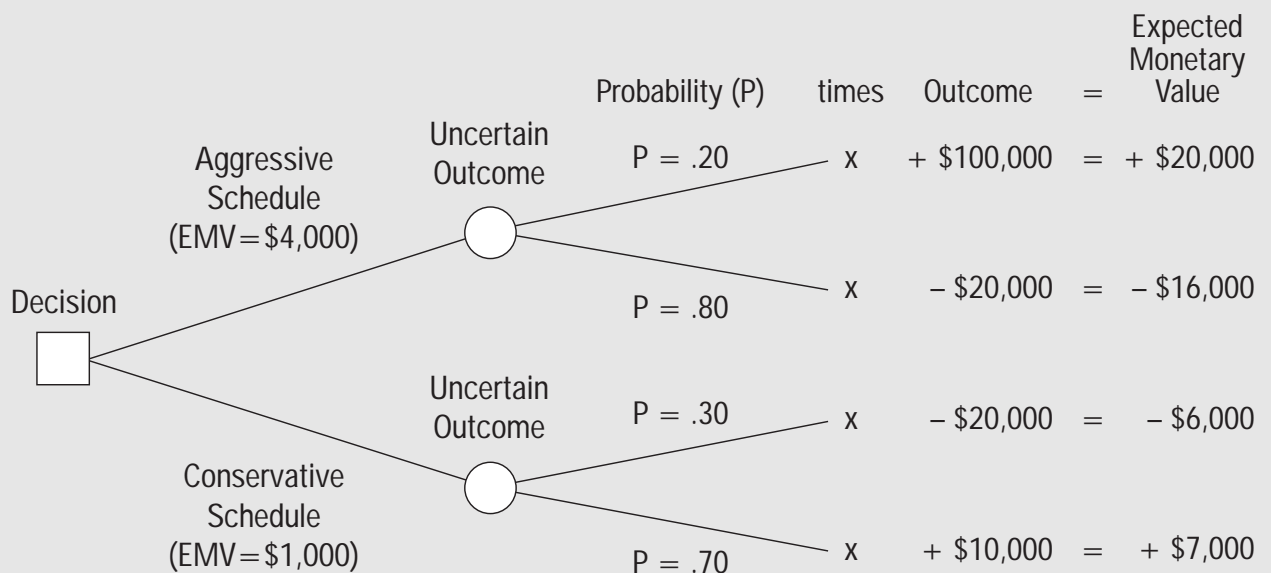 Expected
Monetary
Probability (P) times Outcome = Value
Aggressive
Schedule
(EMV=$4,000)
Uncertain
Outcome
P = .20 x + $100,000 = + $20,000
P = .80 x – $20,000 = – $16,000
Decision
Uncertain
Outcome
P = .30 x – $20,000 = – $6,000
Conservative
Schedule
(EMV=$1,000)
P = .70 x + $10,000 = + $7,000